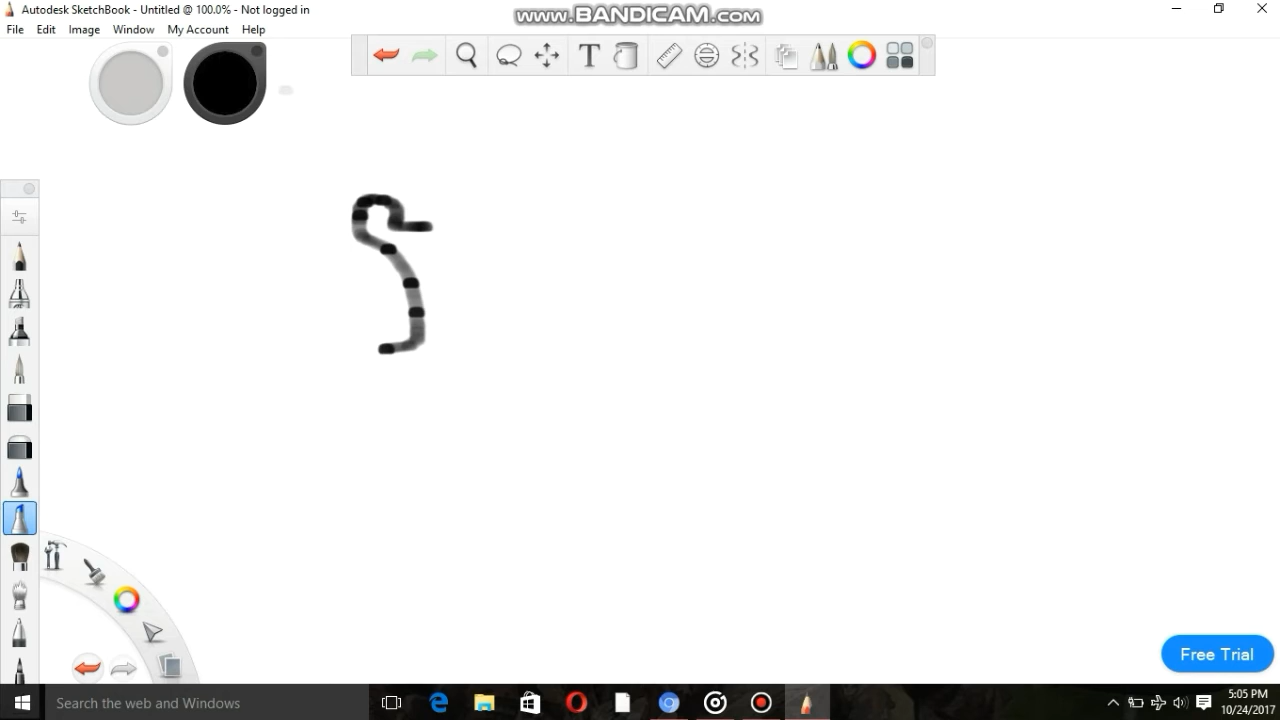 Autodesk SketchBook - Untitled @ 100.0% - Not logged in
www.BANDICAM.com
File Edit Image Window My Account Help
T
Free Trial
Search the web and Windows
5:05 PM
10/24/2017